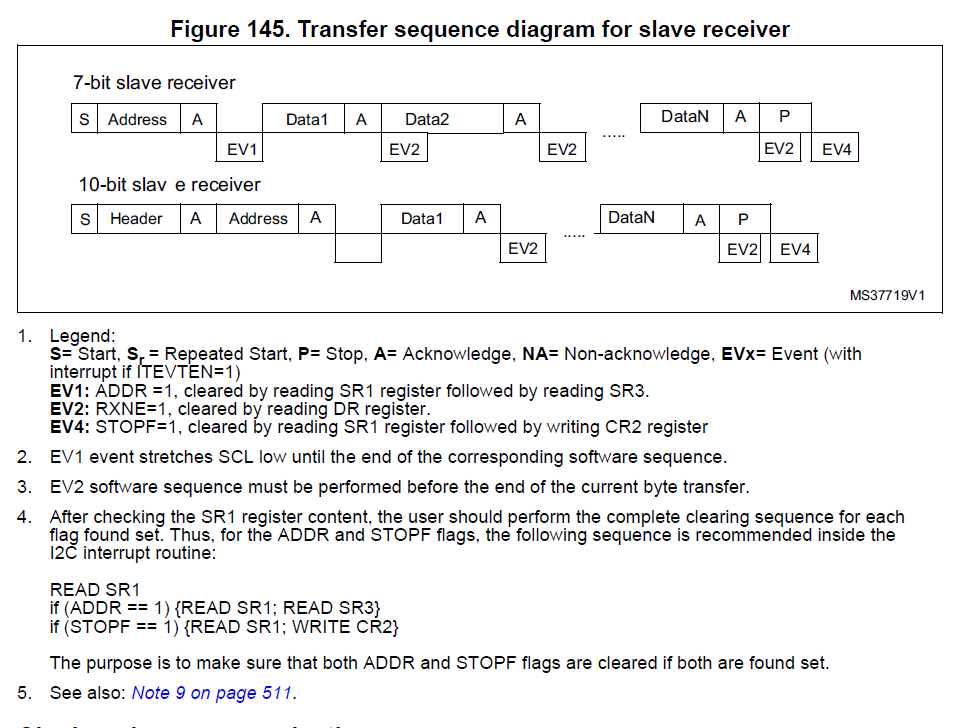 Figure 145. Transfer sequence diagram for slave receiver
7-bit slave receiver
S Address A Data1 A Data2 A ..... DataN A P
EV1 EV2 EV2 EV2 EV4
10-bit slav e receiver
S Header A Address A Data1 A ..... DataN A P
EV2 EV2 EV4
MS37719V1
1. Legend:
S= Start, Sr = Repeated Start, P= Stop, A= Acknowledge, NA= Non-acknowledge, EVx= Event (with
interrupt if ITEVTEN=1)
EV1: ADDR =1, cleared by reading SR1 register followed by reading SR3.
EV2: RXNE=1, cleared by reading DR register.
EV4: STOPF=1, cleared by reading SR1 register followed by writing CR2 register
2. EV1 event stretches SCL low until the end of the corresponding software sequence.
3. EV2 software sequence must be performed before the end of the current byte transfer.
4. After checking the SR1 register content, the user should perform the complete clearing sequence for each
flag found set. Thus, for the ADDR and STOPF flags, the following sequence is recommended inside the
I2C interrupt routine:
READ SR1
if (ADDR == 1) {READ SR1; READ SR3}
if (STOPF == 1) {READ SR1; WRITE CR2}
The purpose is to make sure that both ADDR and STOPF flags are cleared if both are found set.
5. See also: Note 9 on page 511.